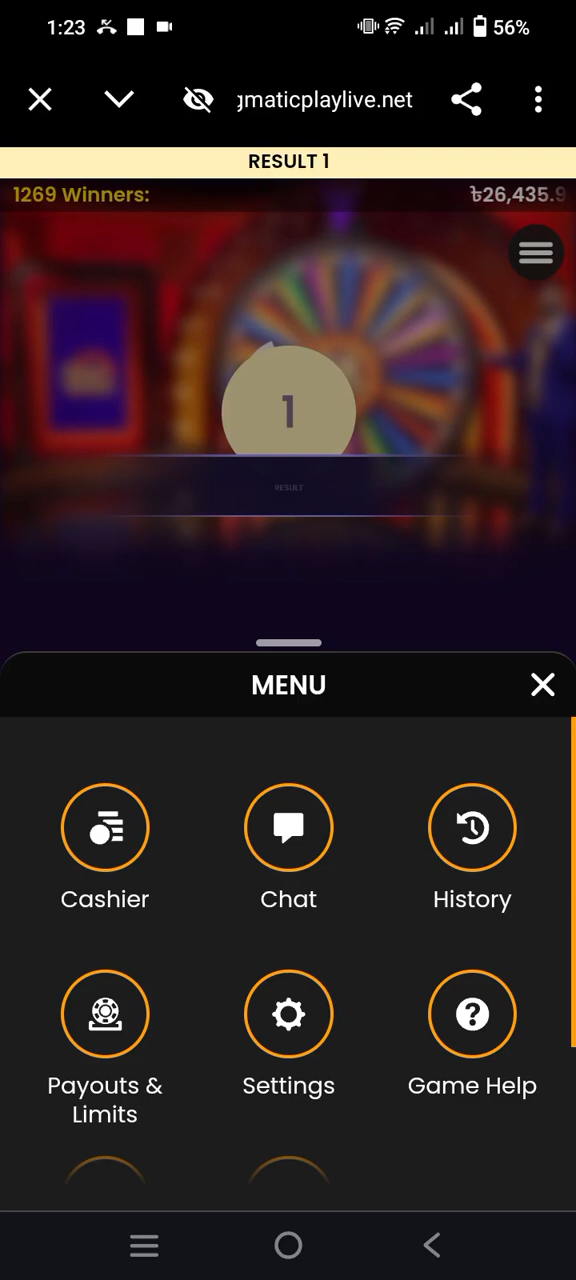 1:23 56%
gmaticplaylive.net
RESULT 1
1269 Winners: ৳26,435.9
1
RESULT
MENU
Cashier Chat History
Payouts & Limits Settings Game Help